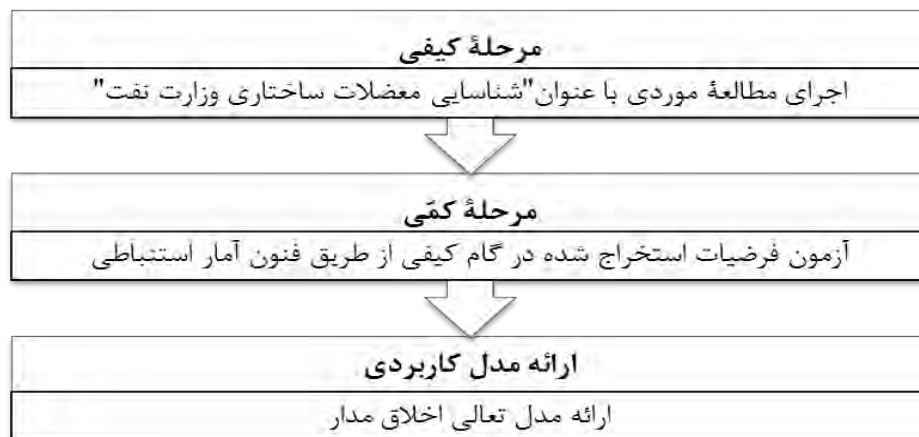 مرحلهٔ کیفی
اجرای مطالعهٔ موردی با عنوان"شناسایی معضلات ساختاری وزارت نفت"
مرحلهٔ کمّی
آزمون فرضیات استخراج شده در گام کیفی از طریق فنون آمار استنباطی
ارائه مدل کاربردی
ارائه مدل تعالی اخلاق مدار